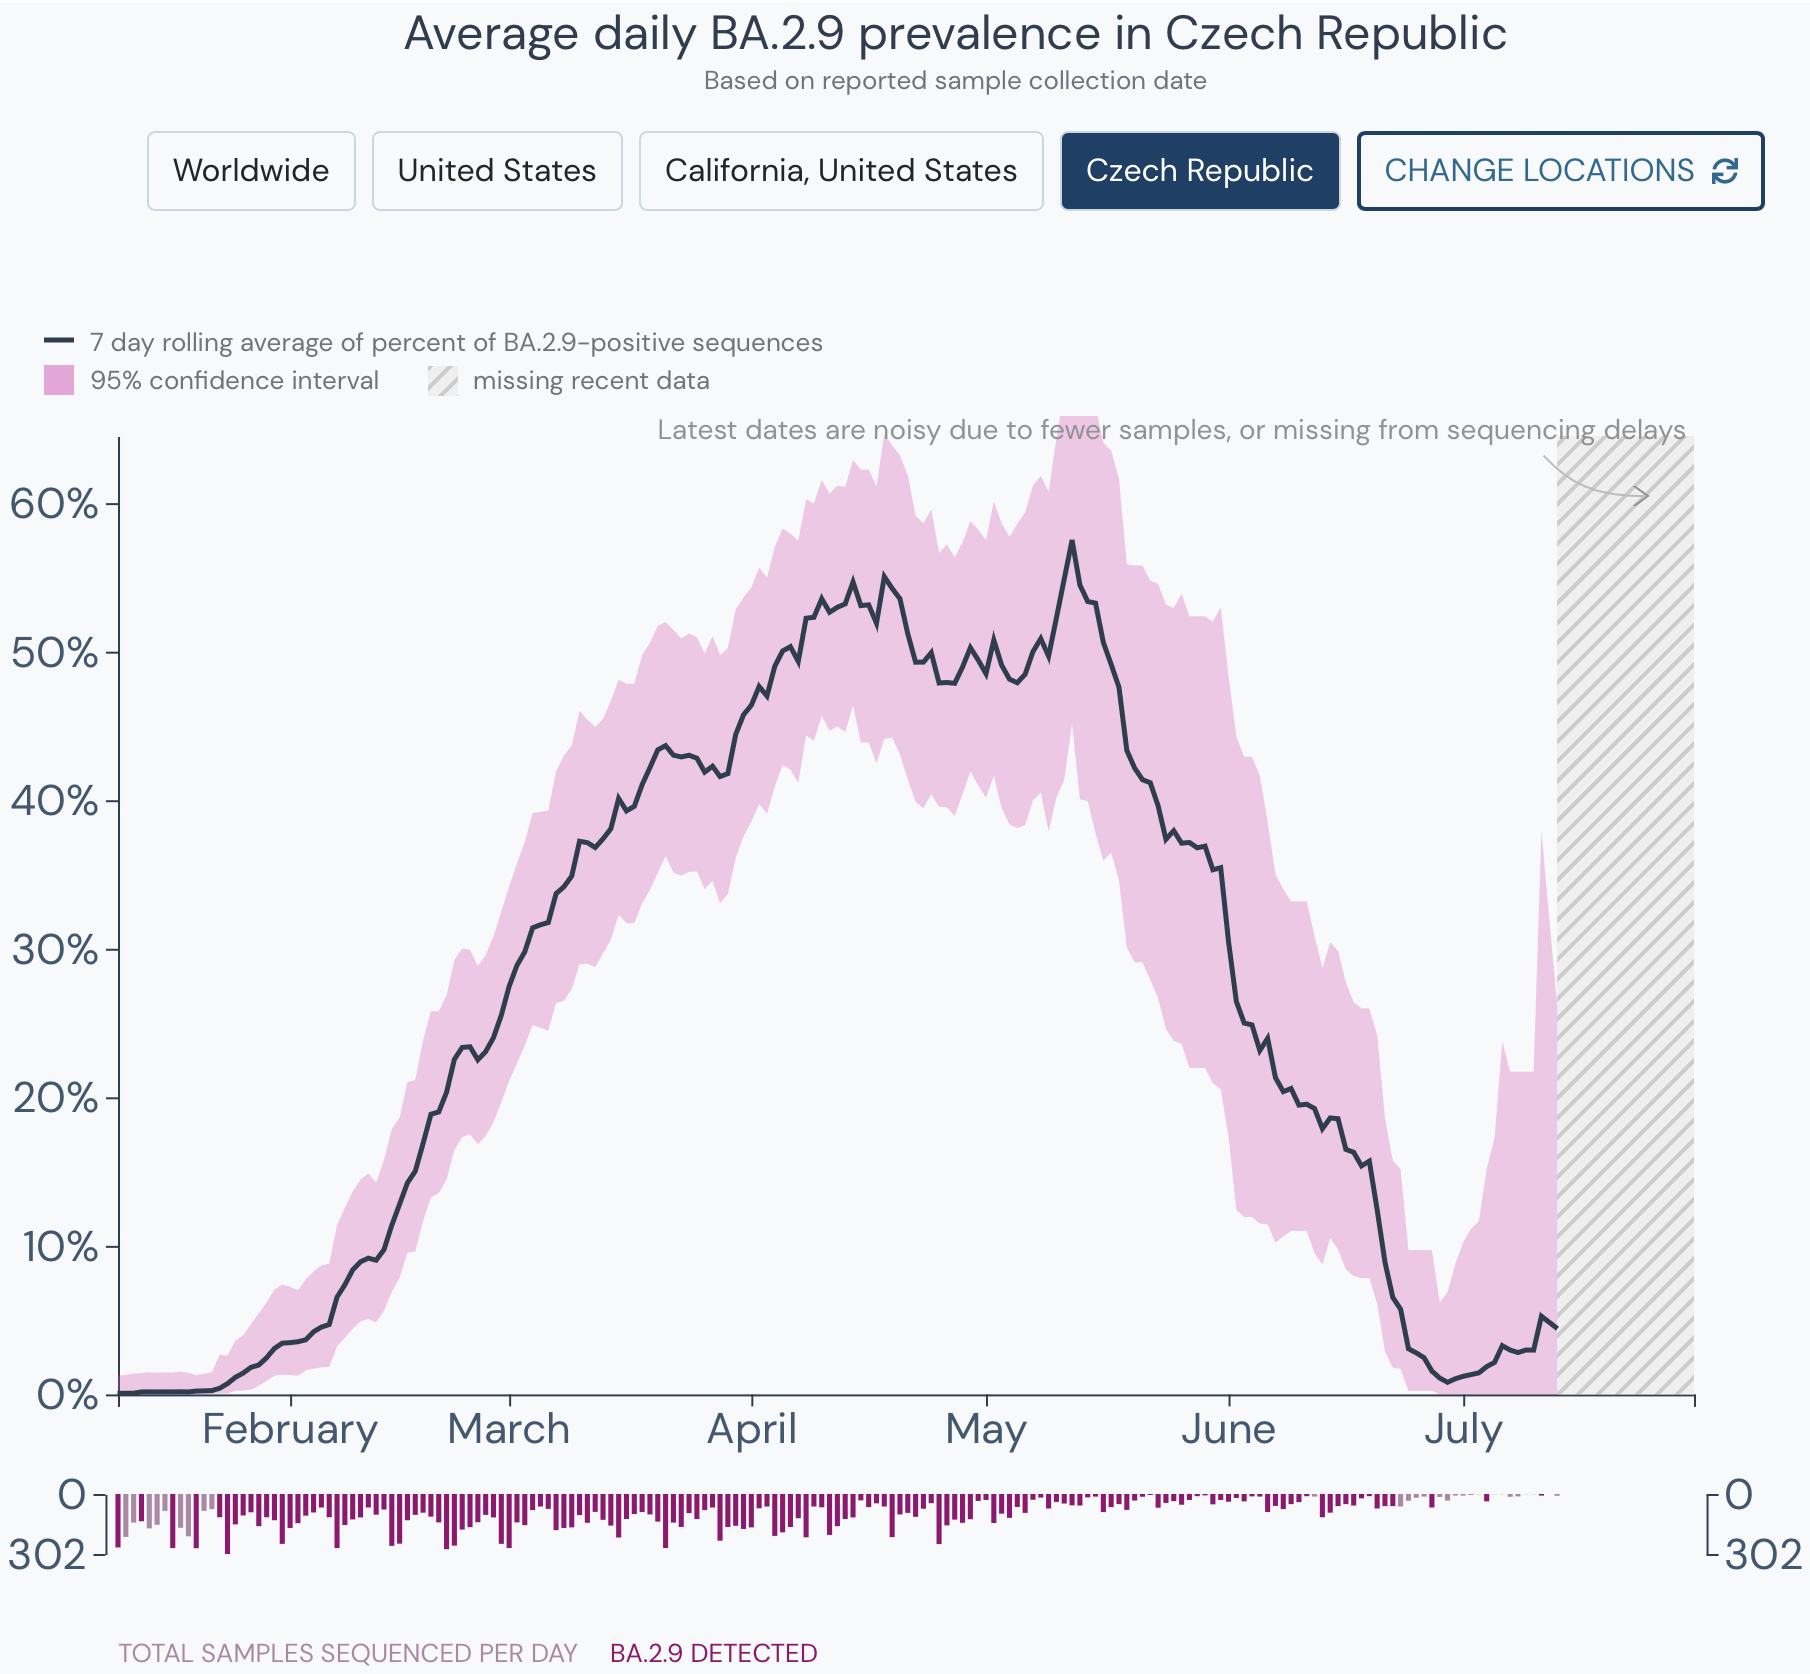 Average daily BA.2.9 prevalence in Czech Republic
Based on reported sample collection date
Worldwide United States California, United States Czech Republic CHANGE LOCATIONS
7 day rolling average of percent of BA.2.9-positive sequences
95% confidence interval missing recent data
Latest dates are noisy due to fewer samples, or missing from sequencing delays
60%
50%
40%
30%
20%
10%
0%
February March April May June July
0 0
302 302
TOTAL SAMPLES SEQUENCED PER DAY BA.2.9 DETECTED